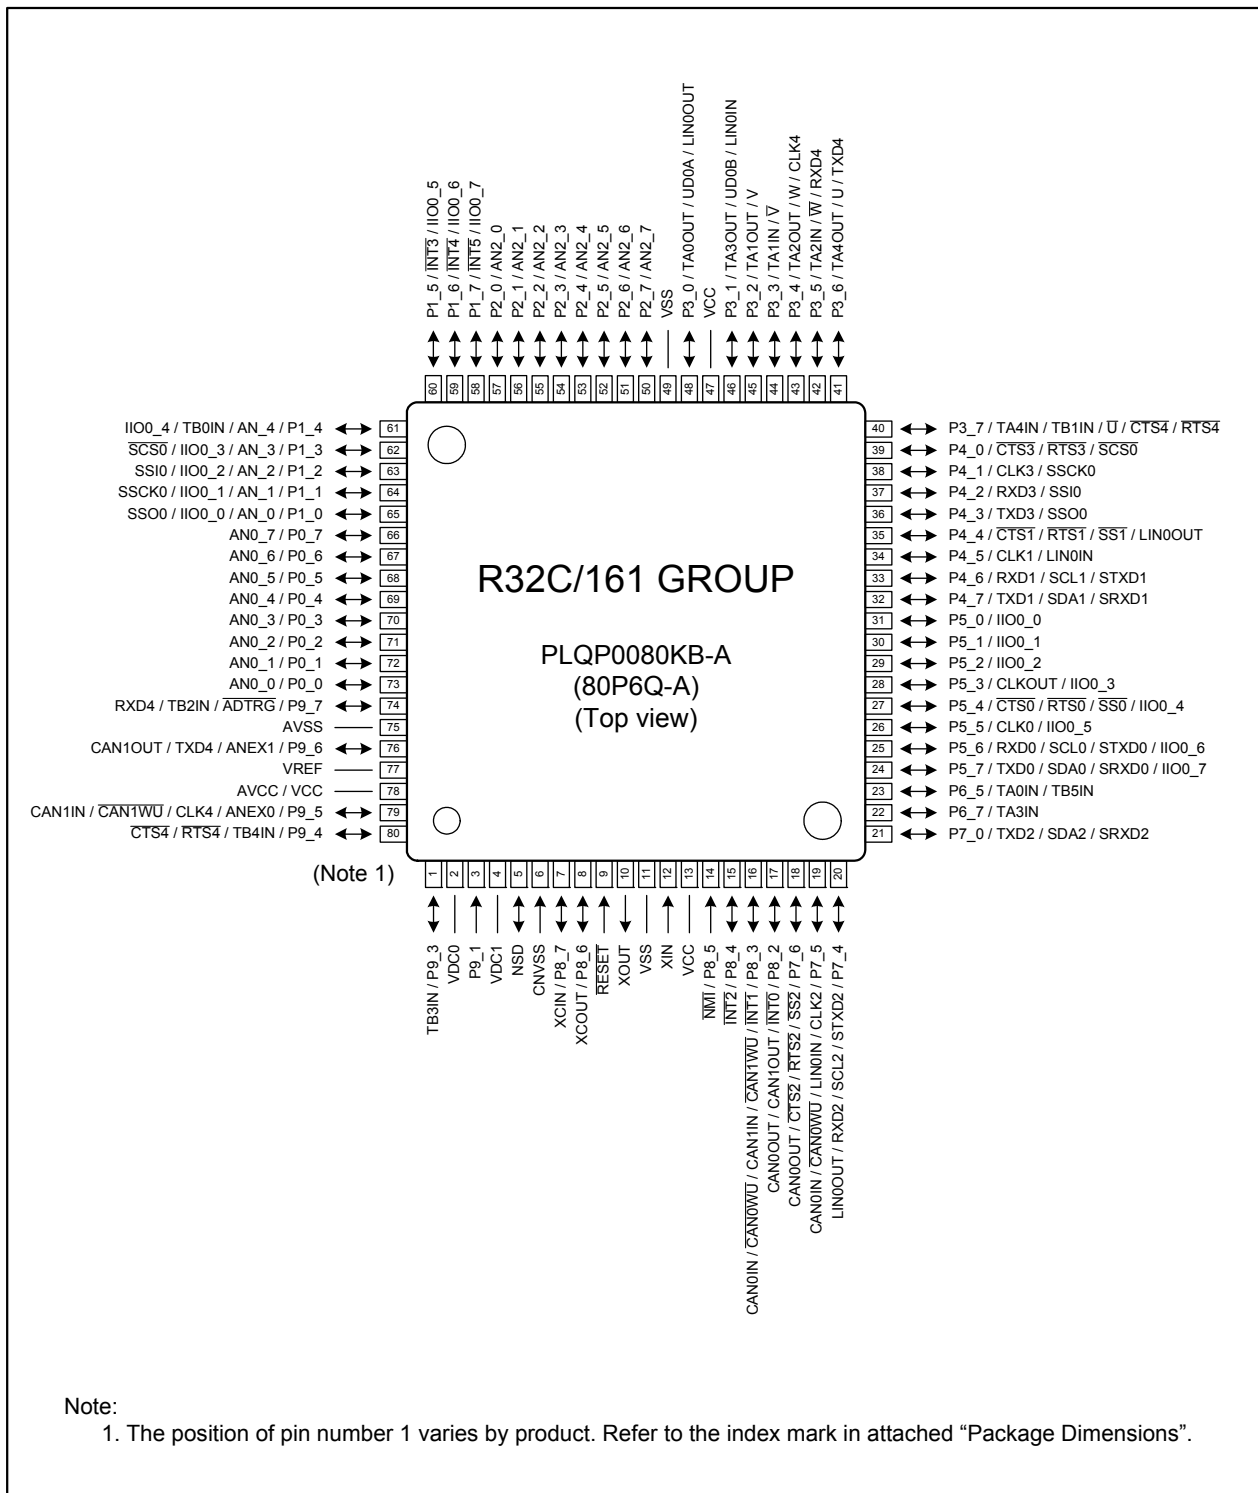 P1_5 / INT3 / IIO0_5
P1_6 / INT4 / IIO0_6
P1_7 / INT5 / IIO0_7
P2_0 / AN2_0
P2_1 / AN2_1
P2_2 / AN2_2
P2_3 / AN2_3
P2_4 / AN2_4
P2_5 / AN2_5
P2_6 / AN2_6
P2_7 / AN2_7
VSS
P3_0 / TA0OUT / UD0A / LIN0OUT
VCC
P3_1 / TA3OUT / UD0B / LIN0IN
P3_2 / TA1OUT / V
P3_3 / TA1IN / V̅
P3_4 / TA2OUT / W / CLK4
P3_5 / TA2IN / W̅ / RXD4
P3_6 / TA4OUT / U / TXD4
60 59 58 57 56 55 54 53 52 51 50 49 48 47 46 45 44 43 42 41
IIO0_4 / TB0IN / AN_4 / P1_4 61
SCS0 / IIO0_3 / AN_3 / P1_3 62
SSI0 / IIO0_2 / AN_2 / P1_2 63
SSCK0 / IIO0_1 / AN_1 / P1_1 64
SSO0 / IIO0_0 / AN_0 / P1_0 65
AN0_7 / P0_7 66
AN0_6 / P0_6 67
AN0_5 / P0_5 68
AN0_4 / P0_4 69
AN0_3 / P0_3 70
AN0_2 / P0_2 71
AN0_1 / P0_1 72
AN0_0 / P0_0 73
RXD4 / TB2IN / ADTRG / P9_7 74
AVSS 75
CAN1OUT / TXD4 / ANEX1 / P9_6 76
VREF 77
AVCC / VCC 78
CAN1IN / CAN1WU / CLK4 / ANEX0 / P9_5 79
CTS4 / RTS4 / TB4IN / P9_4 80
R32C/161 GROUP
PLQP0080KB-A
(80P6Q-A)
(Top view)
40 P3_7 / TA4IN / TB1IN / U̅ / CTS4 / RTS4
39 P4_0 / CTS3 / RTS3 / SCS0
38 P4_1 / CLK3 / SSCK0
37 P4_2 / RXD3 / SSI0
36 P4_3 / TXD3 / SSO0
35 P4_4 / CTS1 / RTS1 / SS1 / LIN0OUT
34 P4_5 / CLK1 / LIN0IN
33 P4_6 / RXD1 / SCL1 / STXD1
32 P4_7 / TXD1 / SDA1 / SRXD1
31 P5_0 / IIO0_0
30 P5_1 / IIO0_1
29 P5_2 / IIO0_2
28 P5_3 / CLKOUT / IIO0_3
27 P5_4 / CTS0 / RTS0 / SS0 / IIO0_4
26 P5_5 / CLK0 / IIO0_5
25 P5_6 / RXD0 / SCL0 / STXD0 / IIO0_6
24 P5_7 / TXD0 / SDA0 / SRXD0 / IIO0_7
23 P6_5 / TA0IN / TB5IN
22 P6_7 / TA3IN
21 P7_0 / TXD2 / SDA2 / SRXD2
(Note 1)
1 2 3 4 5 6 7 8 9 10 11 12 13 14 15 16 17 18 19 20
TB3IN / P9_3
VDC0
P9_1
VDC1
NSD
CNVSS
XCIN / P8_7
XCOUT / P8_6
RESET
XOUT
VSS
XIN
VCC
NMI / P8_5
INT2 / P8_4
CAN0IN / CAN0WU / CAN1IN / CAN1WU / INT1 / P8_3
CAN0OUT / CAN1OUT / INT0 / P8_2
CAN0OUT / CTS2 / RTS2 / SS2 / P7_6
CAN0IN / CAN0WU / LIN0IN / CLK2 / P7_5
LIN0OUT / RXD2 / SCL2 / STXD2 / P7_4
Note:
1. The position of pin number 1 varies by product. Refer to the index mark in attached “Package Dimensions”.